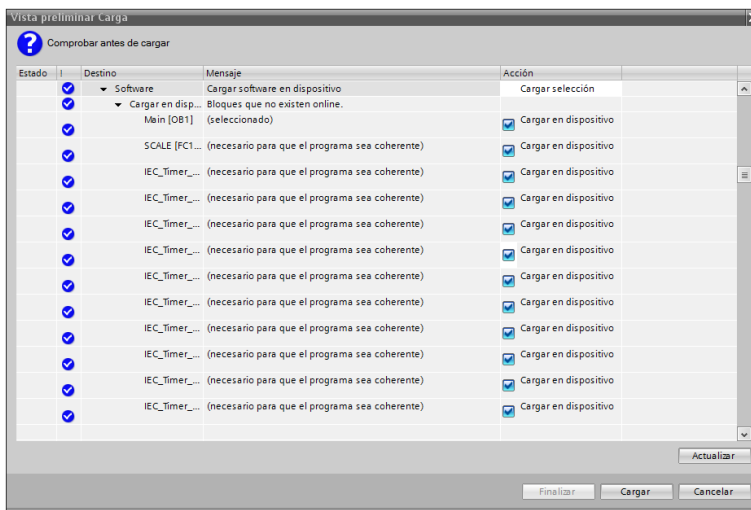 Vista preliminar Carga
Comprobar antes de cargar
Estado ! Destino Mensaje Acción
Software Cargar software en dispositivo Cargar selección
Cargar en disp... Bloques que no existen online.
Main [OB1] (seleccionado) Cargar en dispositivo
SCALE [FC1... (necesario para que el programa sea coherente) Cargar en dispositivo
IEC_Timer_... (necesario para que el programa sea coherente) Cargar en dispositivo
IEC_Timer_... (necesario para que el programa sea coherente) Cargar en dispositivo
IEC_Timer_... (necesario para que el programa sea coherente) Cargar en dispositivo
IEC_Timer_... (necesario para que el programa sea coherente) Cargar en dispositivo
IEC_Timer_... (necesario para que el programa sea coherente) Cargar en dispositivo
IEC_Timer_... (necesario para que el programa sea coherente) Cargar en dispositivo
IEC_Timer_... (necesario para que el programa sea coherente) Cargar en dispositivo
IEC_Timer_... (necesario para que el programa sea coherente) Cargar en dispositivo
IEC_Timer_... (necesario para que el programa sea coherente) Cargar en dispositivo
IEC_Timer_... (necesario para que el programa sea coherente) Cargar en dispositivo
Actualizar
Finalizar Cargar Cancelar